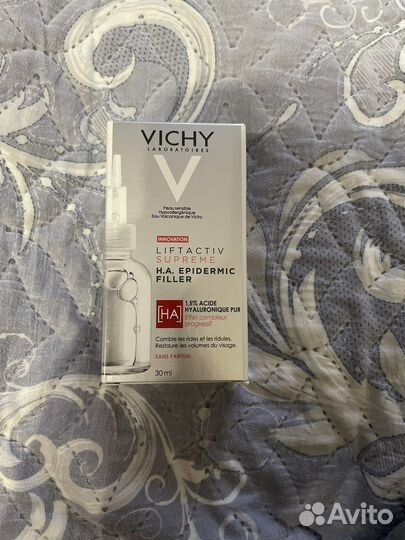 VICHY
LABORATOIRES
V
Peau sensible
Hypoallergénique
Eau Volcanique de Vichy
INNOVATION
LIFTACTIV
SUPREME
H.A. EPIDERMIC
FILLER
[HA]
1,5% ACIDE
HYALURONIQUE PUR
Effet combleur
progressif
Comble les rides et les ridules.
Restaure les volumes du visage.
SANS PARFUM
30 ml
Avito